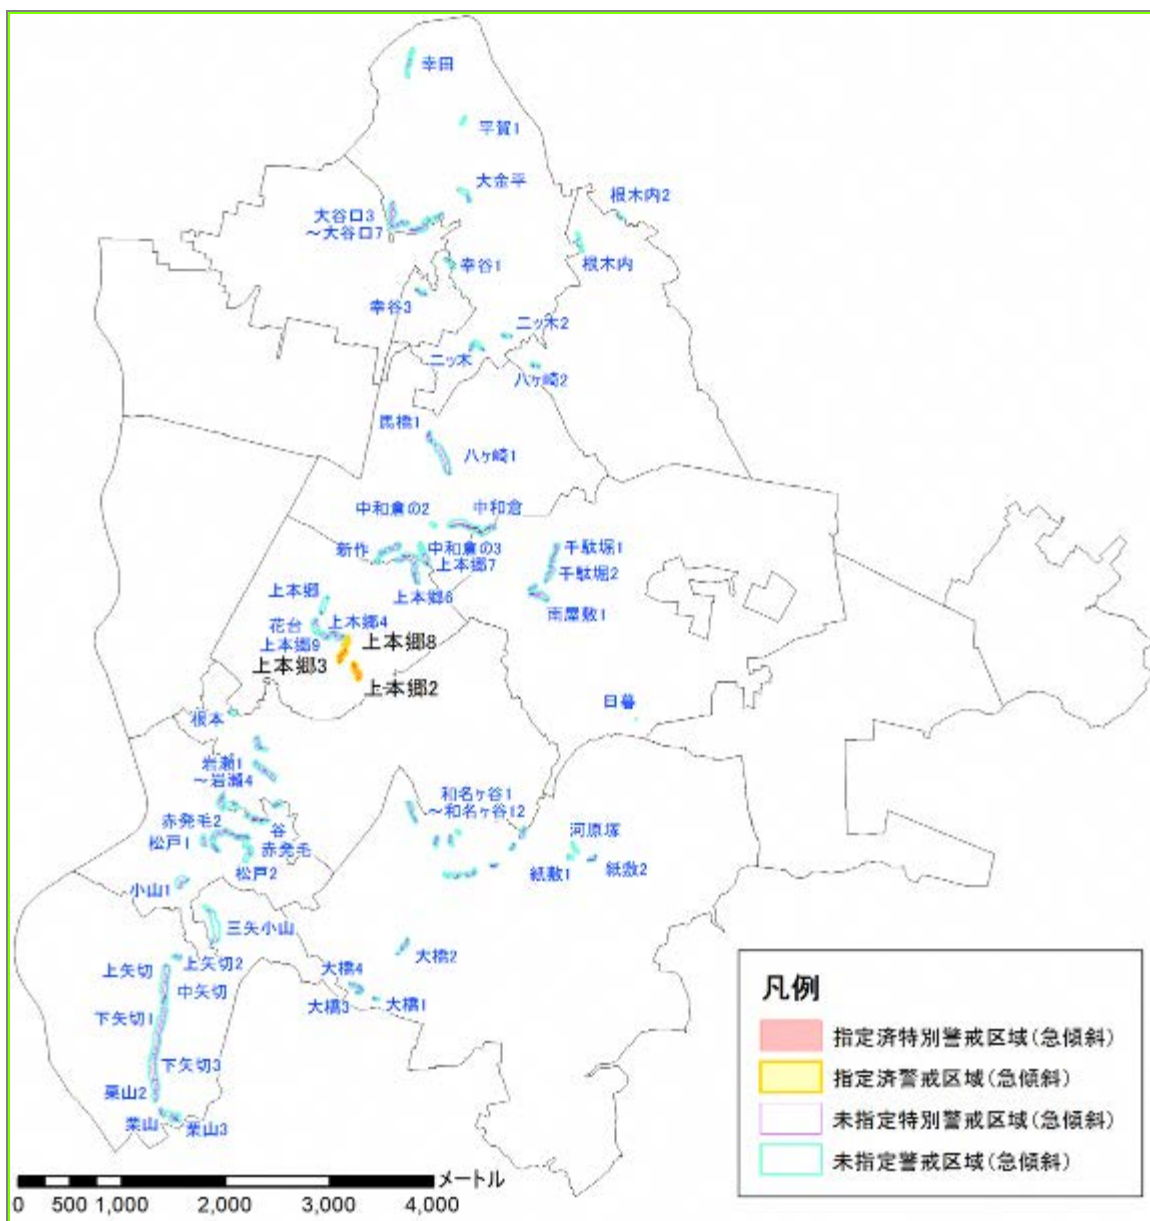 幸田
平賀1
大金平
根木内2
大谷口3
～大谷口7
根木内
幸谷1
幸谷3
二ッ木2
二ッ木
八ヶ崎2
馬橋1
八ヶ崎1
中和倉の2
中和倉
新作
中和倉の3
上本郷7
千駄堀1
千駄堀2
上本郷6
上本郷
南屋敷1
花台
上本郷4
上本郷9
上本郷8
上本郷3
上本郷2
日暮
根本
岩瀬1
～岩瀬4
和名ヶ谷1
～和名ヶ谷12
赤発毛2
谷
河原塚
松戸1
赤発毛
松戸2
紙敷1
紙敷2
小山1
三矢小山
大橋2
上矢切
上矢切2
大橋4
中矢切
大橋3
大橋1
下矢切1
下矢切3
栗山2
栗山
栗山3
凡例
指定済特別警戒区域(急傾斜)
指定済警戒区域(急傾斜)
未指定特別警戒区域(急傾斜)
未指定警戒区域(急傾斜)
メートル
0 500 1,000 2,000 3,000 4,000